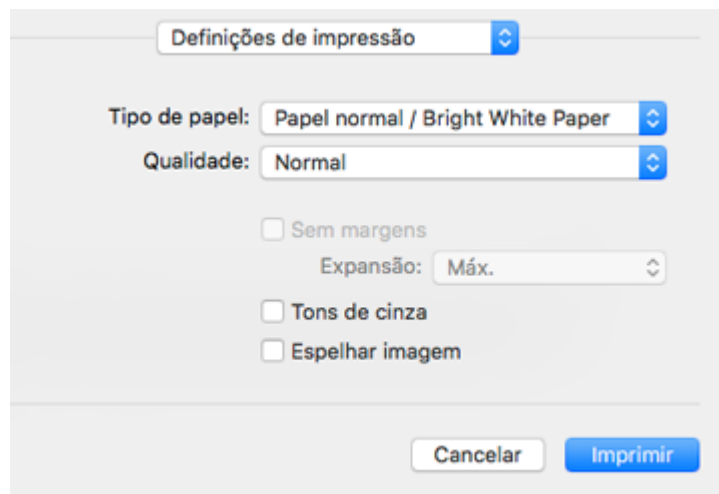 Definições de impressão
Tipo de papel: Papel normal / Bright White Paper
Qualidade: Normal
Sem margens
Expansão: Máx.
Tons de cinza
Espelhar imagem
Cancelar Imprimir